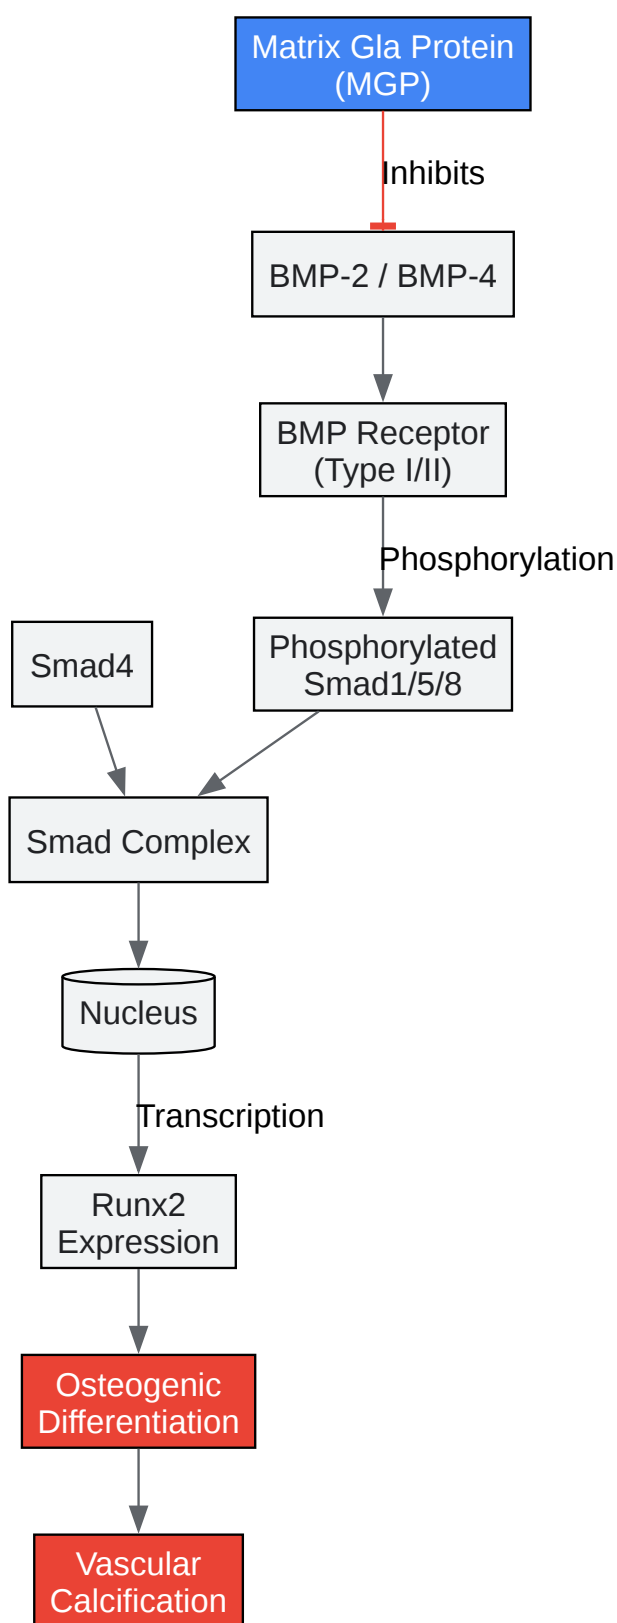 Matrix Gla Protein
(MGP)
Inhibits
BMP-2 / BMP-4
BMP Receptor
(Type I/II)
Phosphorylation
Smad4
Phosphorylated
Smad1/5/8
Smad Complex
Nucleus
Transcription
Runx2
Expression
Osteogenic
Differentiation
Vascular
Calcification